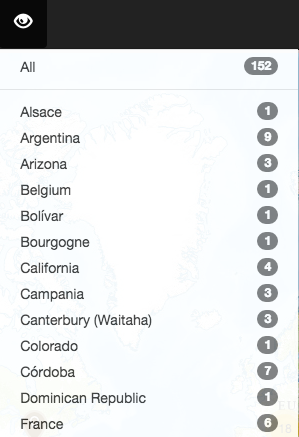 All 152
Alsace 1
Argentina 9
Arizona 3
Belgium 1
Bolívar 1
Bourgogne 1
California 4
Campania 3
Canterbury (Waitaha) 3
Colorado 1
Córdoba 7
Dominican Republic 1
France 6